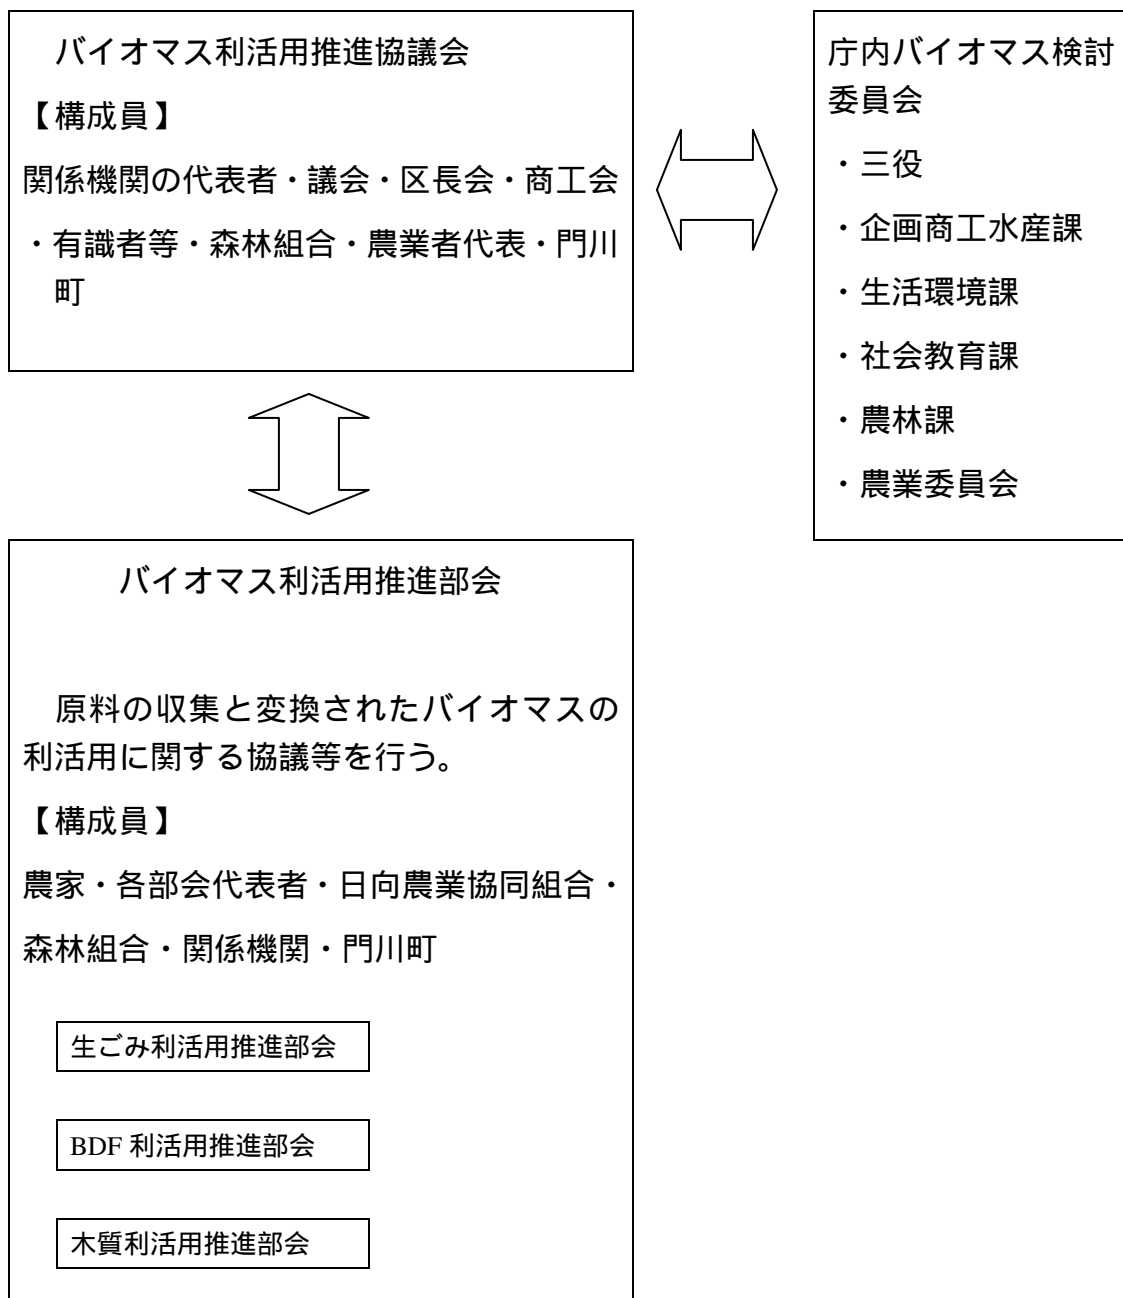 バイオマス利活用推進協議会
【構成員】
関係機関の代表者・議会・区長会・商工会
・有識者等・森林組合・農業者代表・門川
町
庁内バイオマス検討
委員会
・三役
・企画商工水産課
・生活環境課
・社会教育課
・農林課
・農業委員会
バイオマス利活用推進部会
原料の収集と変換されたバイオマスの
利活用に関する協議等を行う。
【構成員】
農家・各部会代表者・日向農業協同組合・
森林組合・関係機関・門川町
生ごみ利活用推進部会
BDF 利活用推進部会
木質利活用推進部会